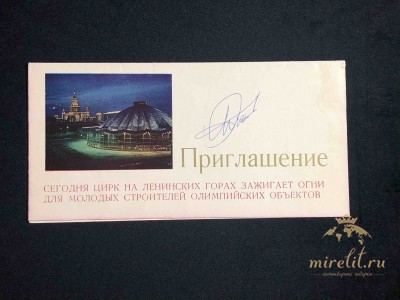 Приглашение
СЕГОДНЯ ЦИРК НА ЛЕНИНСКИХ ГОРАХ ЗАЖИГАЕТ ОГНИ
ДЛЯ МОЛОДЫХ СТРОИТЕЛЕЙ ОЛИМПИЙСКИХ ОБЪЕКТОВ
mirelit.ru